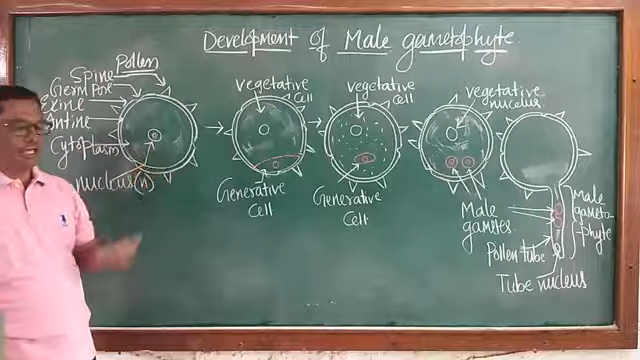 Development of Male gametophyte.
Pollen
Spine
Germ Pore
Exine
Intine
Cytoplasm
nucleus (n)
vegetative
cell
Generative
Cell
vegetative
cell
Generative
Cell
vegetative
nucelus
Male
gametes
Male
gameto-
phyte
Pollen tube
Tube nucleus